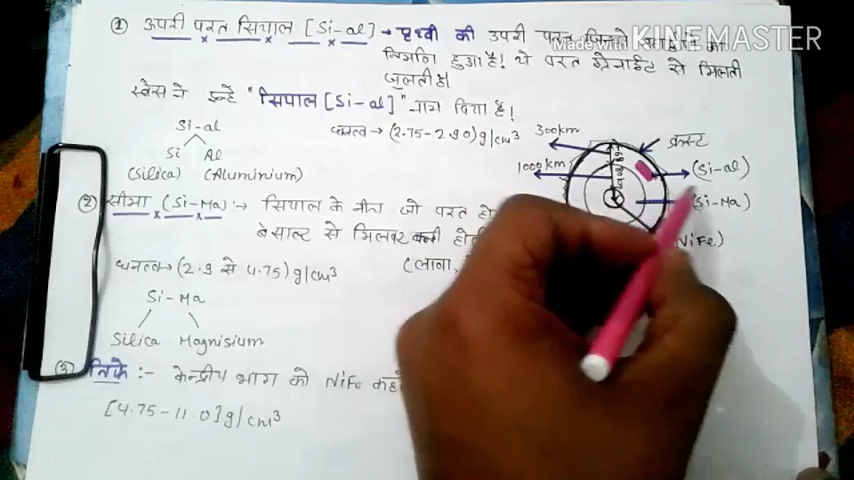 ① ऊपरी परत सियाल [Si-al] → पृथ्वी की उपरी परत
Made with KINEMASTER
निर्माण हुआ है! ये परत ग्रेनाईट से मिलती
जुलती है।
स्वेस ने इन्हें "सियाल [Si-al]" नाम दिया है!
Si-al
घनत्व → (2.75-2.90) g/cm³
300km
क्रस्ट
Si Al
1000km
(Si-al)
(Silica) (Aluminium)
② सीमा (Si-Ma) :→ सियाल के नीचे जो परत
(Si-Ma)
बेसाल्ट से मिलकर बनी
NiFe)
घनत्व → (2.9 से 4.75) g/cm³
(लावा,
Si-Ma
Silica Magnisium
③ निफे :- केन्द्रीय भाग को NiFe
[4.75-11.0] g/cm³